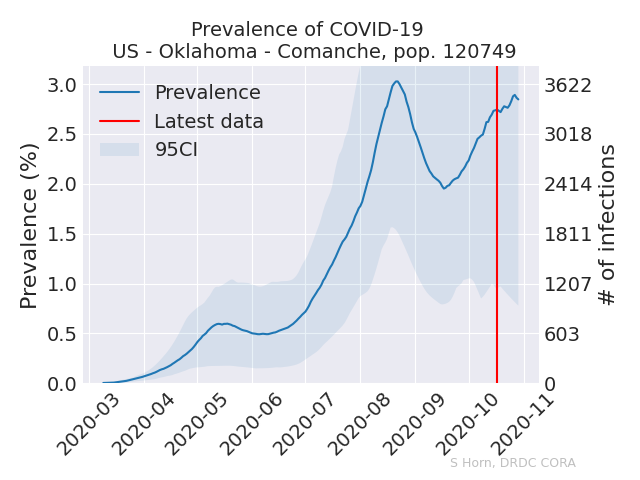 Prevalence of COVID-19
US - Oklahoma - Comanche, pop. 120749
Prevalence
Latest data
95CI
Prevalence (%)
3.0
2.5
2.0
1.5
1.0
0.5
0.0
3622
3018
2414
1811
1207
603
0
# of infections
2020-03
2020-04
2020-05
2020-06
2020-07
2020-08
2020-09
2020-10
2020-11
S Horn, DRDC CORA